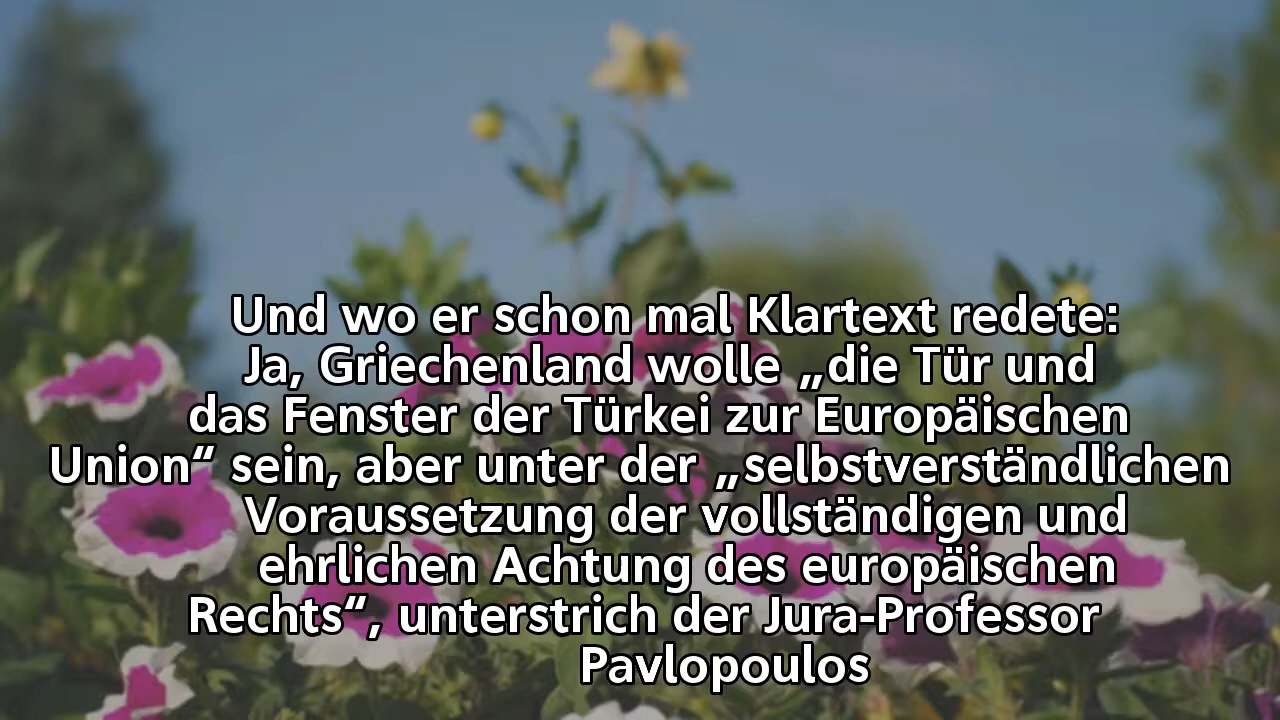 Und wo er schon mal Klartext redete:
Ja, Griechenland wolle „die Tür und
das Fenster der Türkei zur Europäischen
Union“ sein, aber unter der „selbstverständlichen
Voraussetzung der vollständigen und
ehrlichen Achtung des europäischen
Rechts“, unterstrich der Jura-Professor
Pavlopoulos